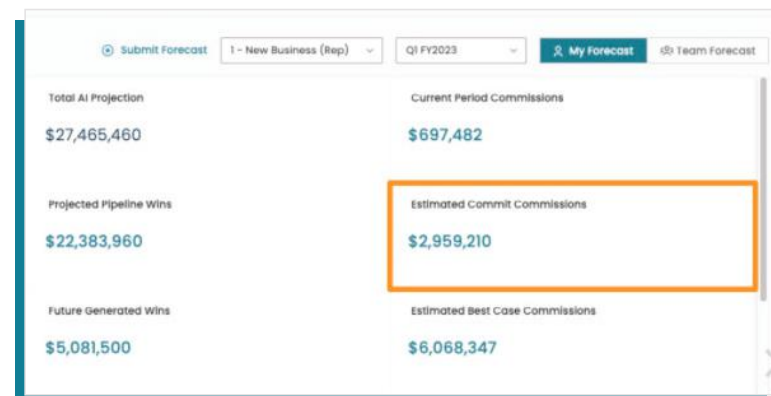 Submit Forecast 1 - New Business (Rep) Q1 FY2023 My Forecast Team Forecast
Total AI Projection Current Period Commissions
$27,465,460 $697,482
Projected Pipeline Wins Estimated Commit Commissions
$22,383,960 $2,959,210
Future Generated Wins Estimated Best Case Commissions
$5,081,500 $6,068,347